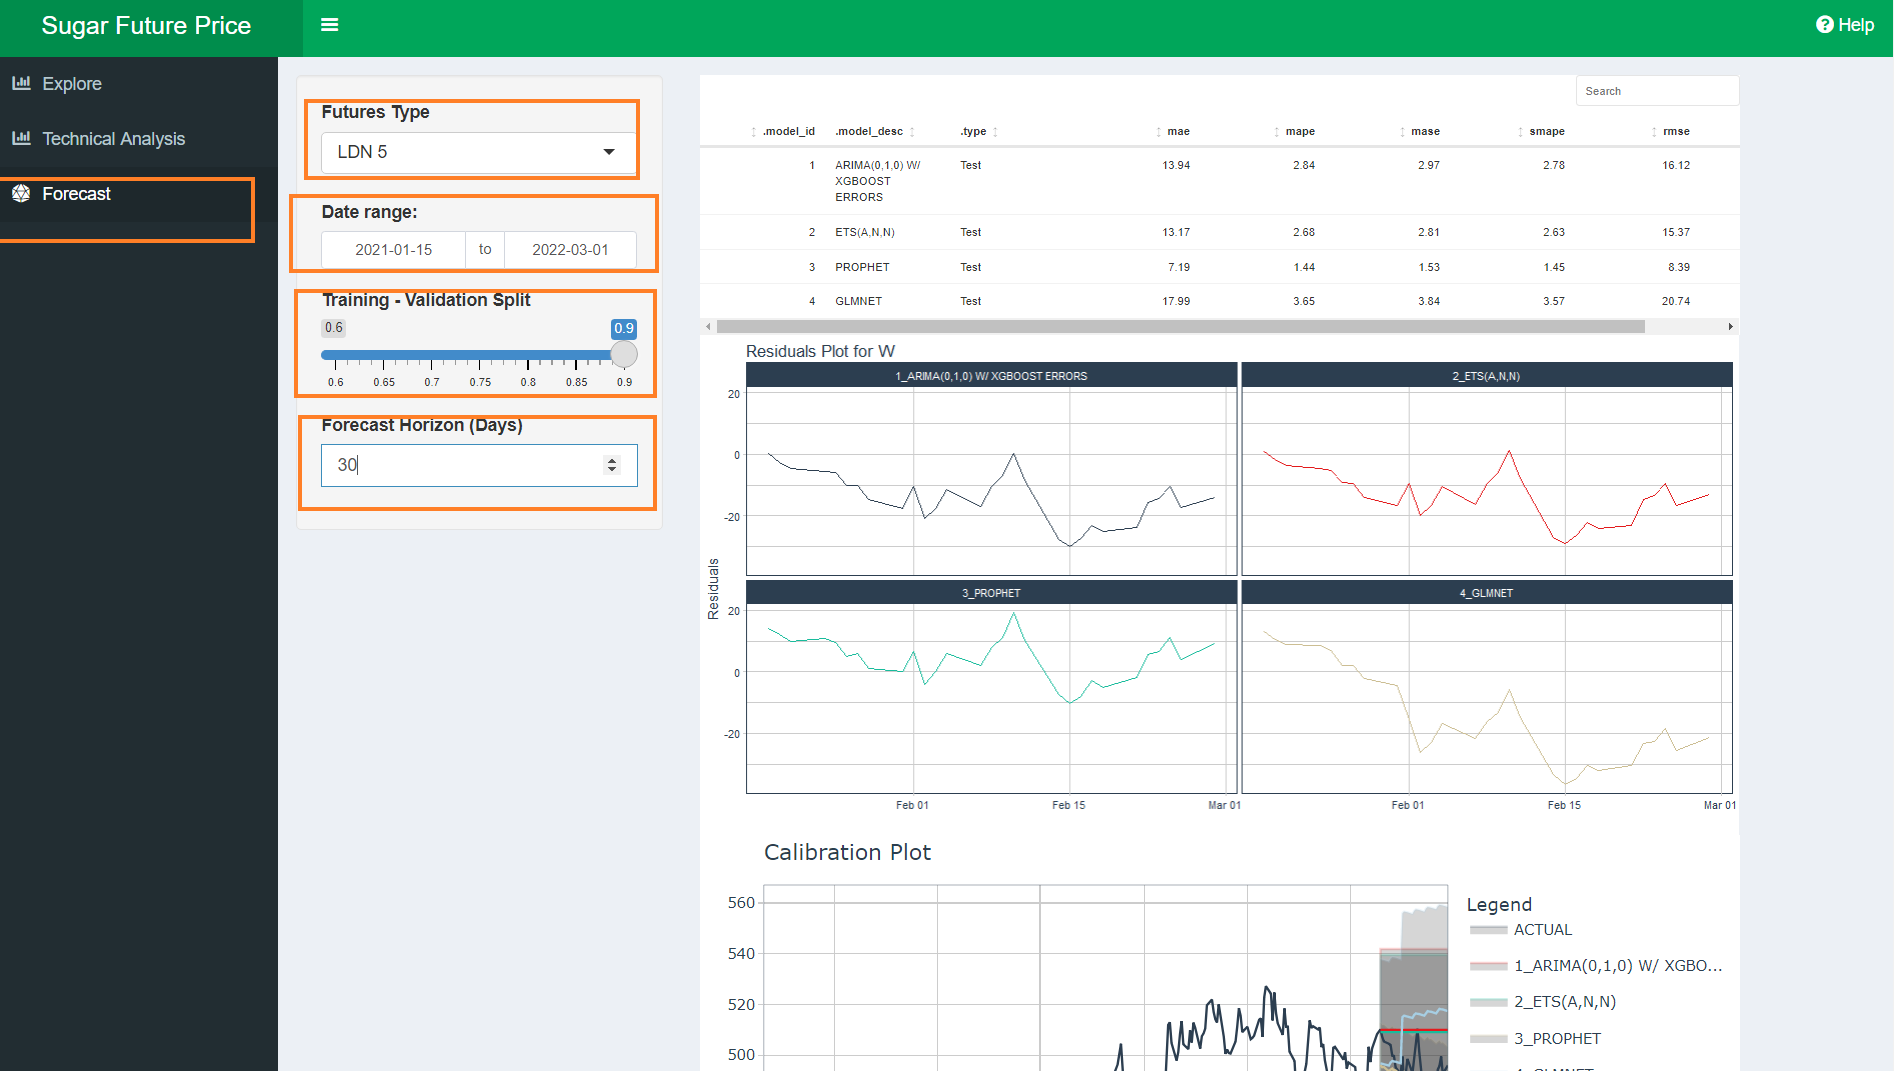 Sugar Future Price
Help
Explore
Technical Analysis
Forecast
Futures Type
LDN 5
Date range:
2021-01-15 to 2022-03-01
Training - Validation Split
0.6 0.9
0.6 0.65 0.7 0.75 0.8 0.85 0.9
Forecast Horizon (Days)
30
Search
.model_id .model_desc .type mae mape mase smape rmse
1 ARIMA(0,1,0) W/ Test 13.94 2.84 2.97 2.78 16.12
XGBOOST
ERRORS
2 ETS(A,N,N) Test 13.17 2.68 2.81 2.63 15.37
3 PROPHET Test 7.19 1.44 1.53 1.45 8.39
4 GLMNET Test 17.99 3.65 3.84 3.57 20.74
Residuals Plot for W
1_ARIMA(0,1,0) W/ XGBOOST ERRORS 2_ETS(A,N,N)
20
0
-20
Residuals
3_PROPHET 4_GLMNET
20
0
-20
Feb 01 Feb 15 Mar 01 Feb 01 Feb 15 Mar 01
Calibration Plot
560
540
520
500
Legend
ACTUAL
1_ARIMA(0,1,0) W/ XGBO...
2_ETS(A,N,N)
3_PROPHET